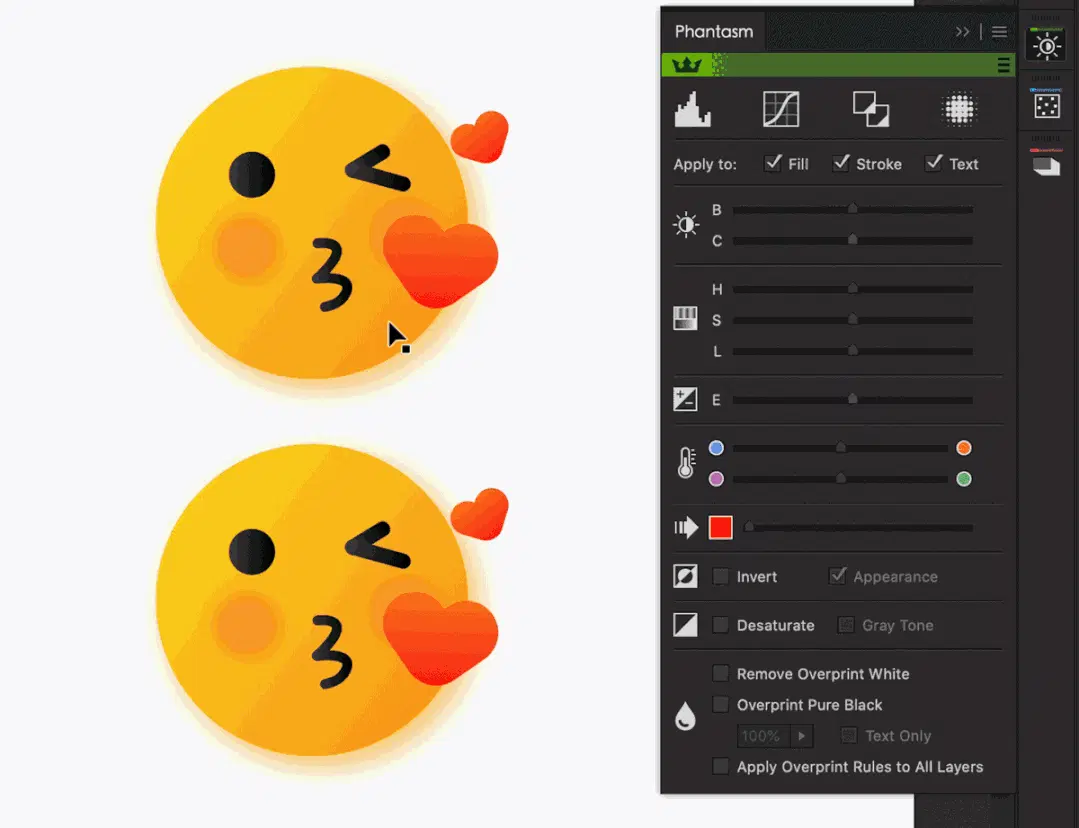 Phantasm
Apply to: Fill Stroke Text
B
C
H
S
L
E
Invert Appearance
Desaturate Gray Tone
Remove Overprint White
Overprint Pure Black
100% Text Only
Apply Overprint Rules to All Layers